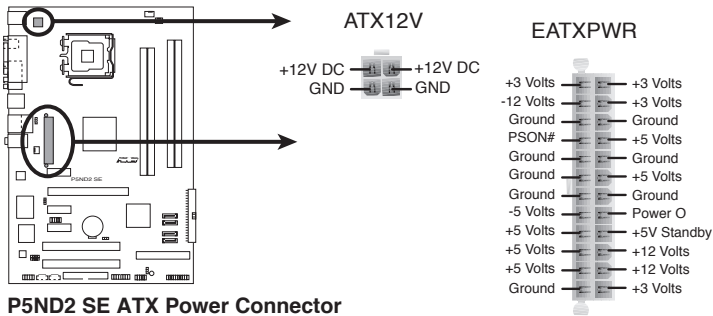 ATX12V
EATXPWR
+12V DC +12V DC
GND GND
+3 Volts +3 Volts
-12 Volts +3 Volts
Ground Ground
PSON# +5 Volts
Ground Ground
Ground +5 Volts
Ground Ground
-5 Volts Power O
+5 Volts +5V Standby
+5 Volts +12 Volts
+5 Volts +12 Volts
Ground +3 Volts
P5ND2 SE
P5ND2 SE ATX Power Connector